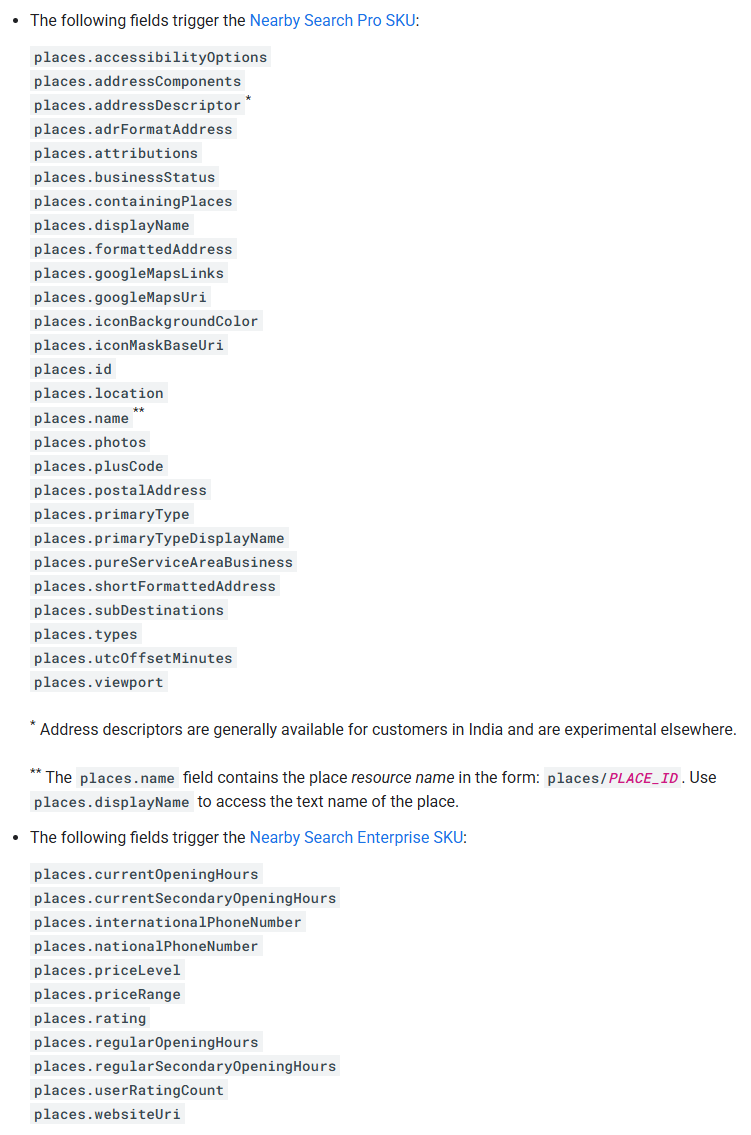 • The following fields trigger the Nearby Search Pro SKU:
places.accessibilityOptions
places.addressComponents
places.addressDescriptor*
places.adrFormatAddress
places.attributions
places.businessStatus
places.containingPlaces
places.displayName
places.formattedAddress
places.googleMapsLinks
places.googleMapsUri
places.iconBackgroundColor
places.iconMaskBaseUri
places.id
places.location
places.name**
places.photos
places.plusCode
places.postalAddress
places.primaryType
places.primaryTypeDisplayName
places.pureServiceAreaBusiness
places.shortFormattedAddress
places.subDestinations
places.types
places.utcOffsetMinutes
places.viewport
* Address descriptors are generally available for customers in India and are experimental elsewhere.
** The places.name field contains the place resource name in the form: places/PLACE_ID. Use
places.displayName to access the text name of the place.
• The following fields trigger the Nearby Search Enterprise SKU:
places.currentOpeningHours
places.currentSecondaryOpeningHours
places.internationalPhoneNumber
places.nationalPhoneNumber
places.priceLevel
places.priceRange
places.rating
places.regularOpeningHours
places.regularSecondaryOpeningHours
places.userRatingCount
places.websiteUri